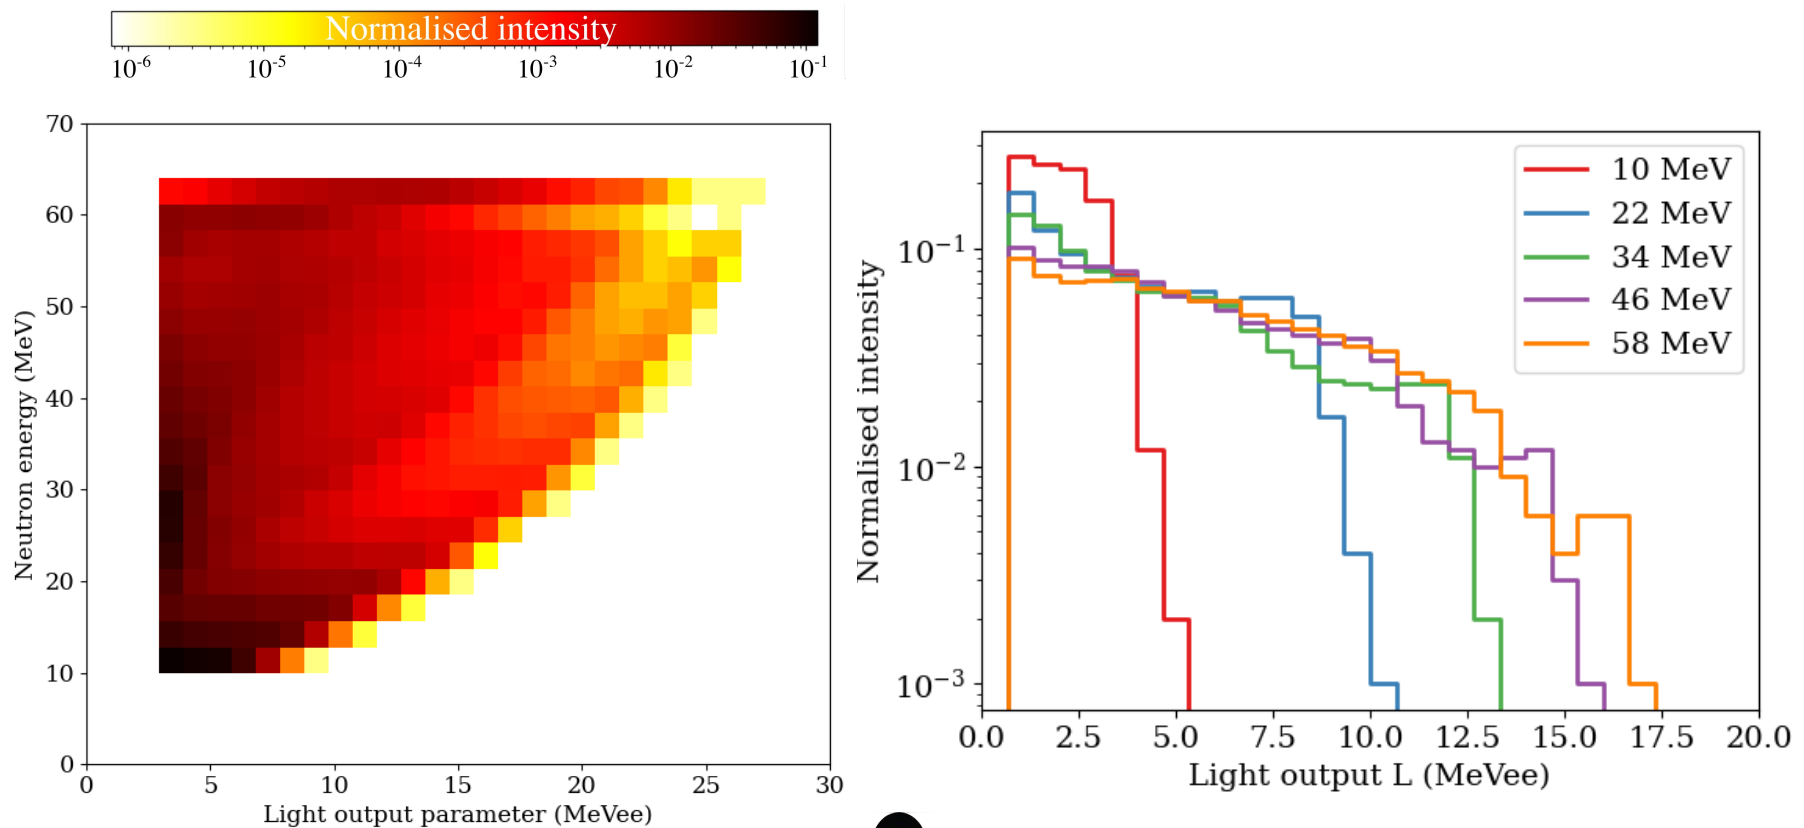 Normalised intensity
10-6 10-5 10-4 10-3 10-2 10-1
70
60
50
40
30
20
10
0
Neutron energy (MeV)
0 5 10 15 20 25 30
Light output parameter (MeVee)
10 MeV
22 MeV
34 MeV
46 MeV
58 MeV
10−1
10−2
10−3
Normalised intensity
0.0 2.5 5.0 7.5 10.0 12.5 15.0 17.5 20.0
Light output L (MeVee)